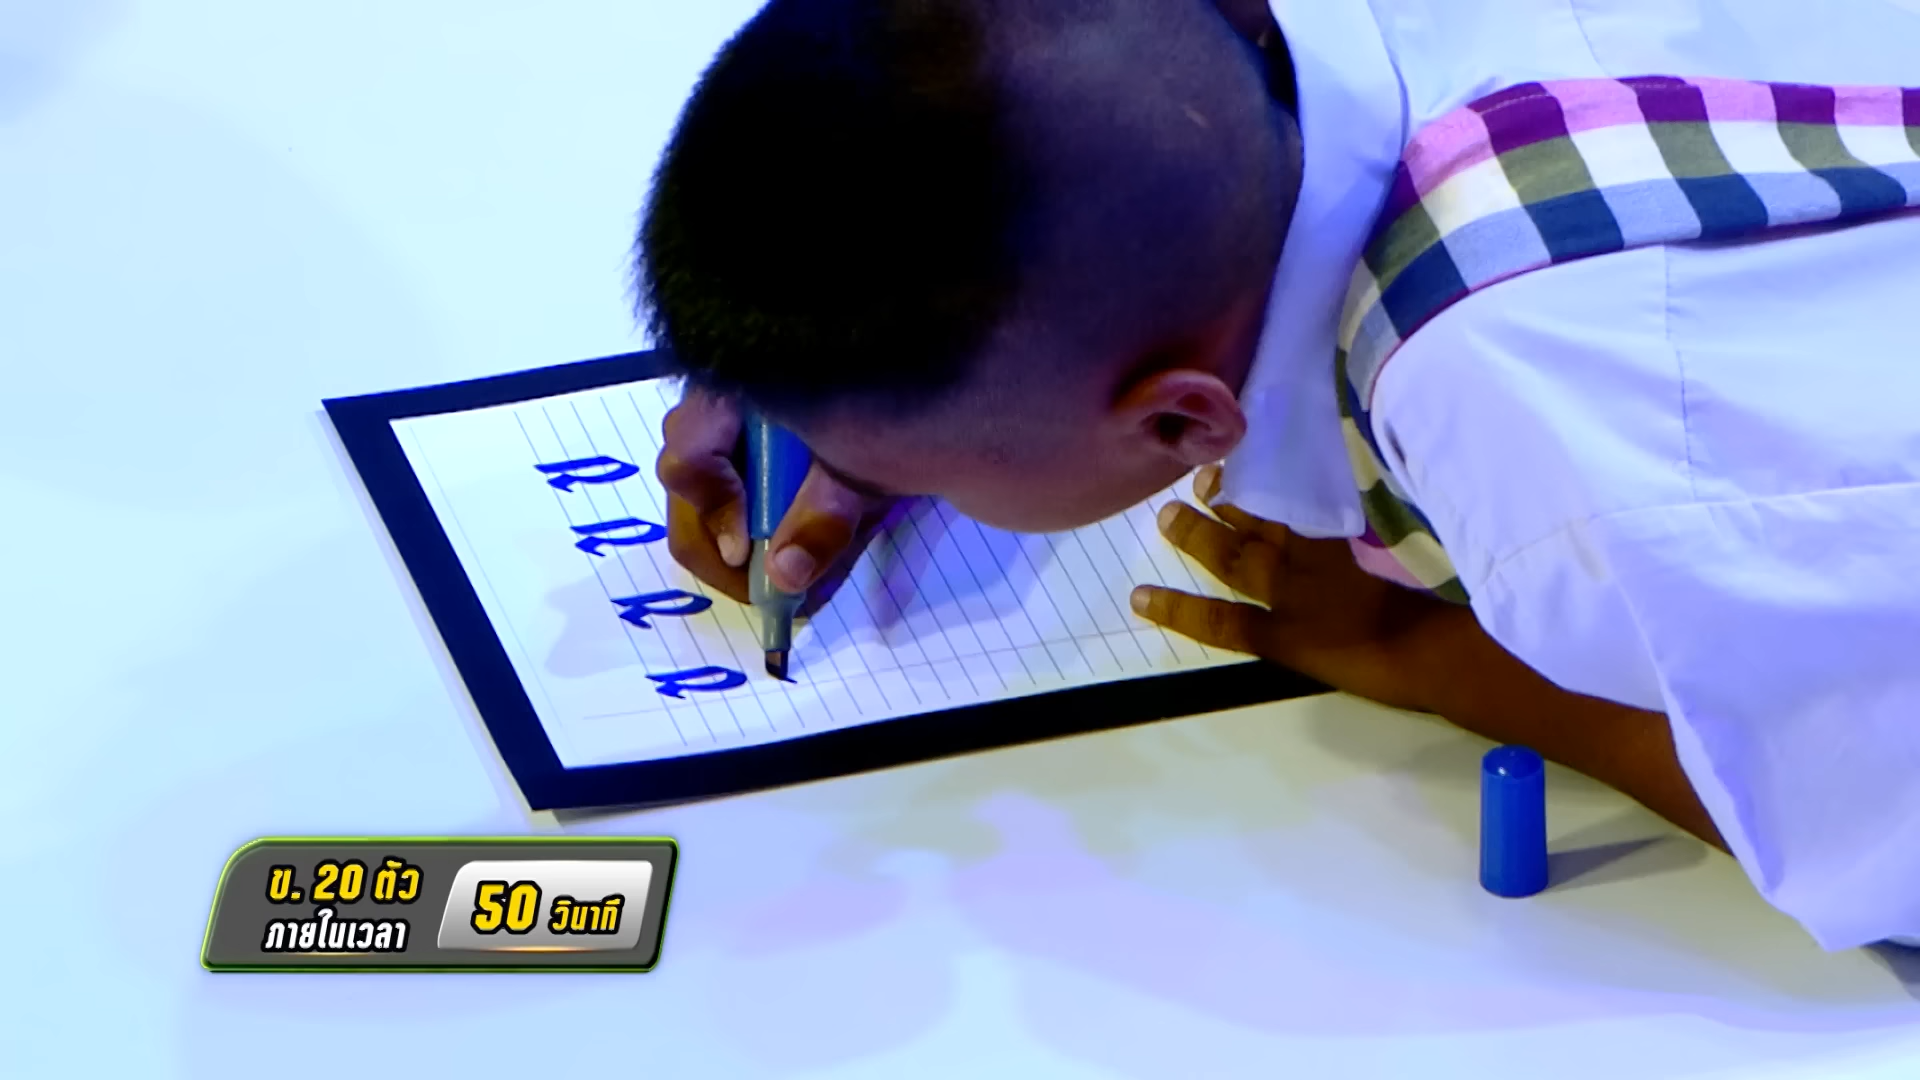 ข ข ข ข
ข. 20 ตัว
ภายในเวลา
50 วินาที